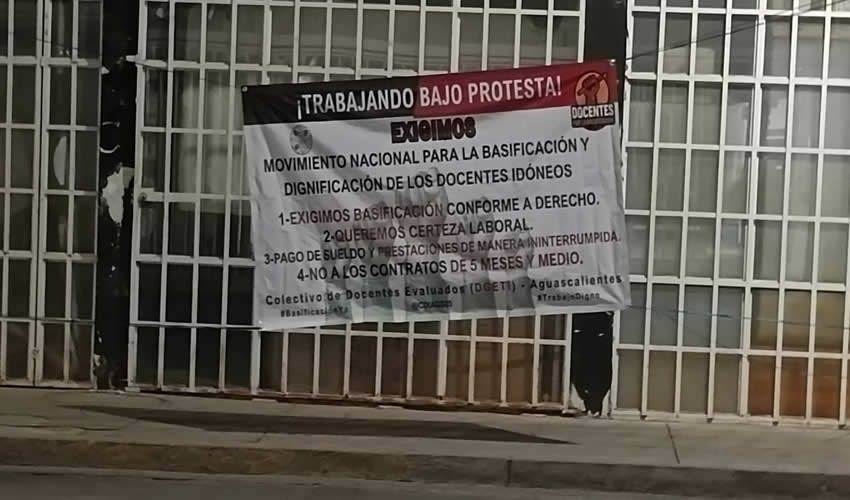 ¡TRABAJANDO BAJO PROTESTA!
DOCENTES
EXIGIMOS
MOVIMIENTO NACIONAL PARA LA BASIFICACIÓN Y
DIGNIFICACIÓN DE LOS DOCENTES IDÓNEOS
1-EXIGIMOS BASIFICACIÓN CONFORME A DERECHO.
2-QUEREMOS CERTEZA LABORAL.
3-PAGO DE SUELDO Y PRESTACIONES DE MANERA ININTERRUMPIDA.
4-NO A LOS CONTRATOS DE 5 MESES Y MEDIO.
Colectivo de Docentes Evaluados (DGETI) - Aguascalientes
#BasificaciónYa
#TrabajoDigno